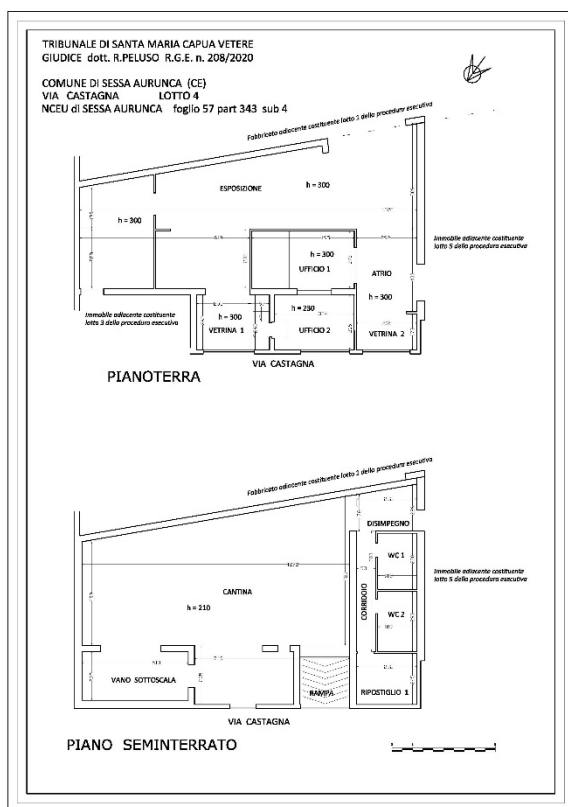 TRIBUNALE DI SANTA MARIA CAPUA VETERE
GIUDICE dott. R.PELUSO R.G.E. n. 208/2020
COMUNE DI SESSA AURUNCA (CE)
VIA CASTAGNA LOTTO 4
NCEU di SESSA AURUNCA foglio 57 part 343 sub 4
Fabbricato adiacente costituente lotto 2 della procedura esecutiva
ESPOSIZIONE
h = 300
h = 300
Immobile adiacente costituente
lotto 5 della procedura esecutiva
h = 300
UFFICIO 1
ATRIO
h = 300
Immobile adiacente costituente
lotto 3 della procedura esecutiva
h = 300
VETRINA 1
h = 230
UFFICIO 2
VETRINA 2
VIA CASTAGNA
PIANOTERRA
Fabbricato adiacente costituente lotto 2 della procedura esecutiva
DISIMPEGNO
WC 1
Immobile adiacente costituente
lotto 5 della procedura esecutiva
CANTINA
h = 210
CORRIDOIO
WC 2
VANO SOTTOSCALA
RAMPA
RIPOSTIGLIO 1
VIA CASTAGNA
PIANO SEMINTERRATO